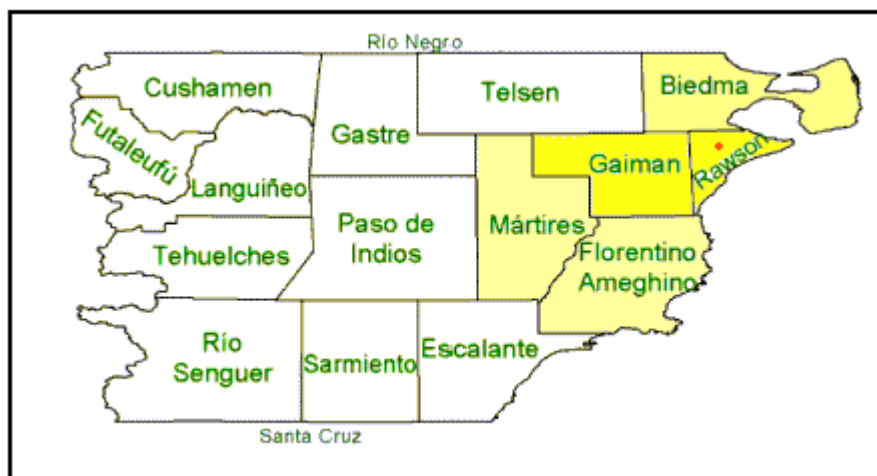 Río Negro
Cushamen
Telsen
Biedma
Futaleufú
Gastre
Gaiman
Rawson
Languiñeo
Paso de
Indios
Mártires
Tehuelches
Florentino
Ameghino
Río
Senguer
Sarmiento
Escalante
Santa Cruz